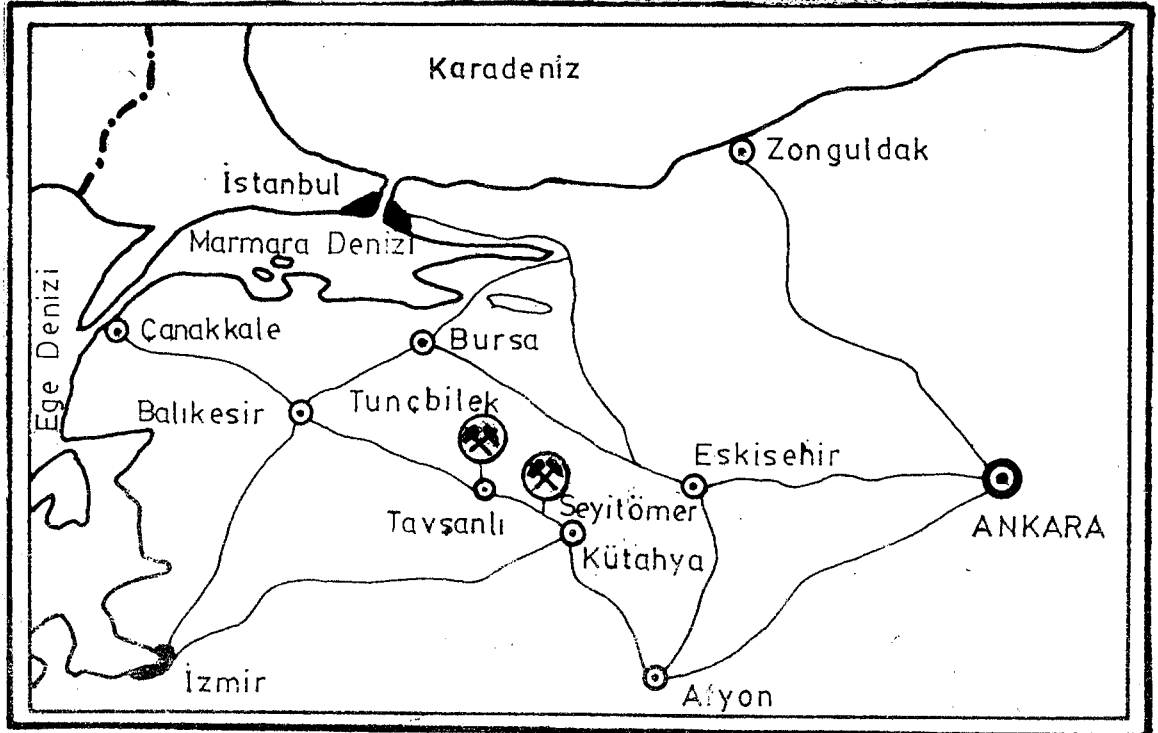 Karadeniz
Zonguldak
İstanbul
Marmara Denizi
Ege Denizi
Çanakkale
Bursa
Balıkesir
Tunçbilek
Eskisehir
Seyitömer
Tavşanlı
ANKARA
Kütahya
İzmir
Afyon